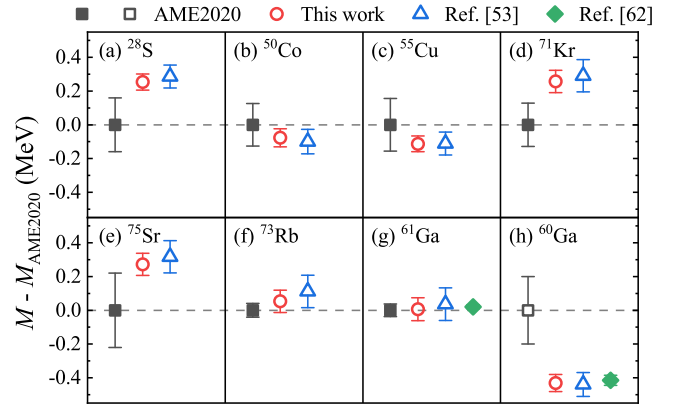 AME2020 This work Ref. [53] Ref. [62]
(a) ²⁸S (b) ⁵⁰Co (c) ⁵⁵Cu (d) ⁷¹Kr
0.4
0.2
0.0
-0.2
-0.4
(e) ⁷⁵Sr (f) ⁷³Rb (g) ⁶¹Ga (h) ⁶⁰Ga
0.4
0.2
0.0
-0.2
-0.4
M - M_AME2020 (MeV)